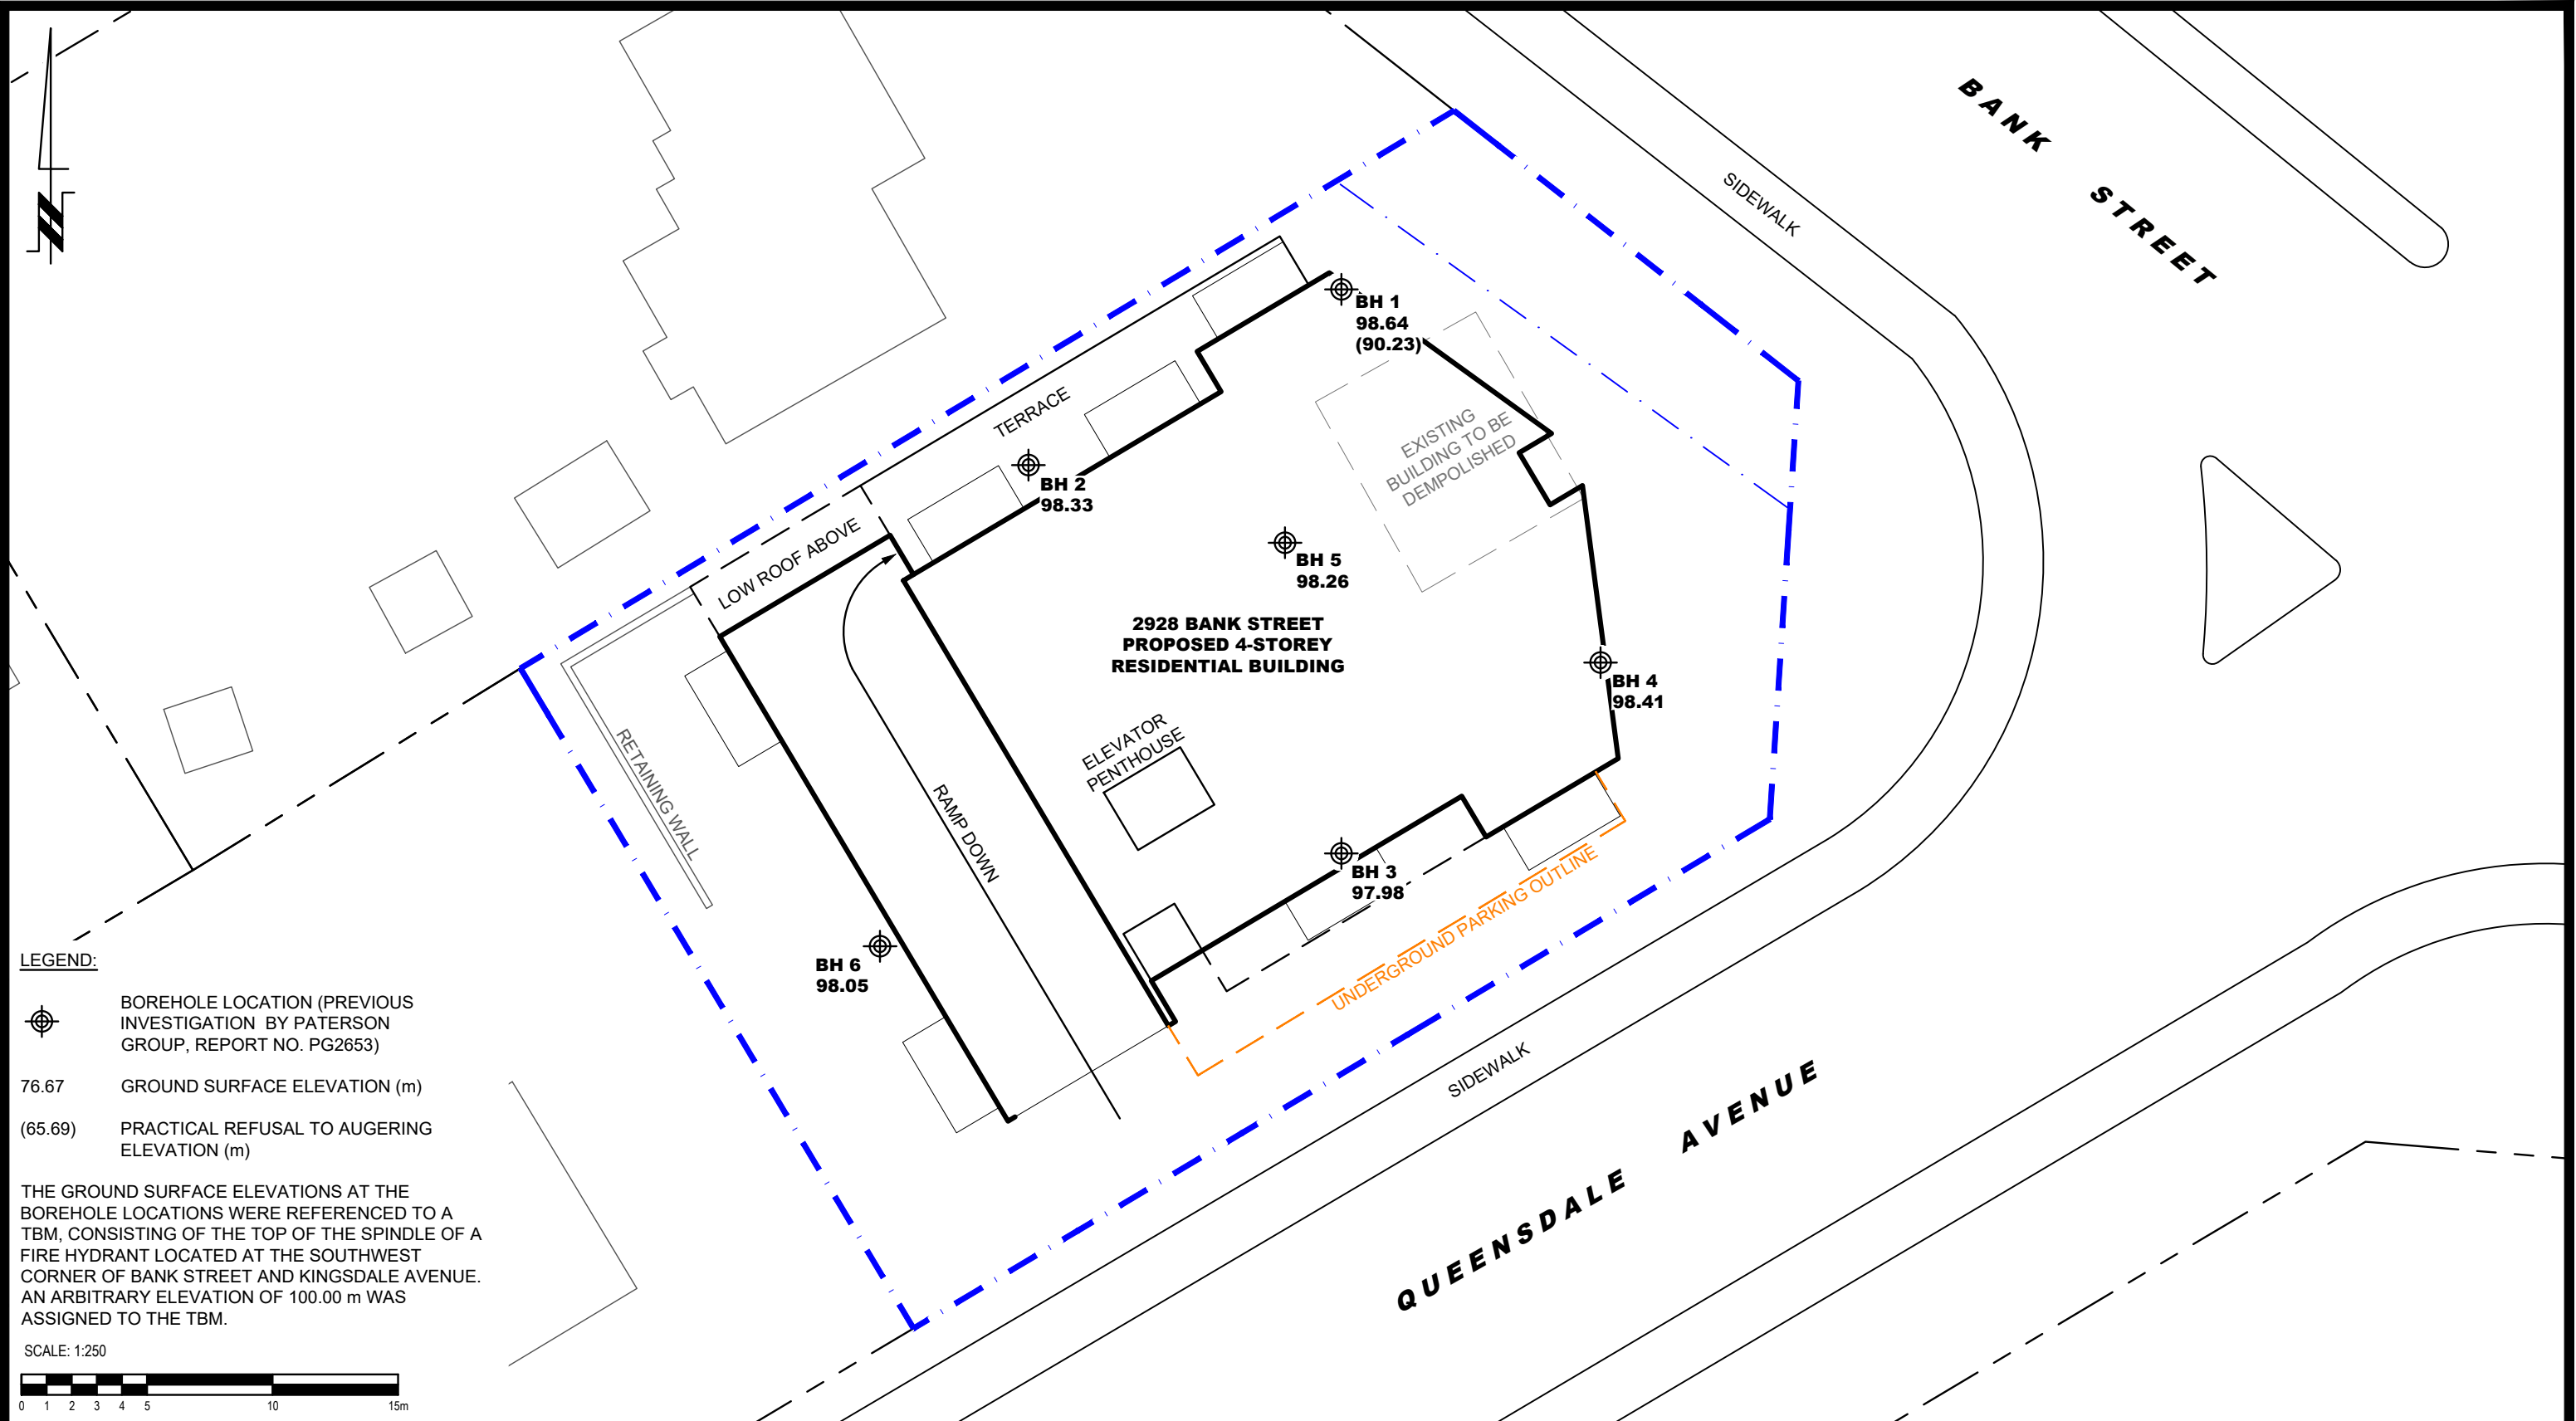 BANK
STREET
SIDEWALK
BH 1
98.64
(90.23)
TERRACE
EXISTING
BUILDING TO BE
DEMPOLISHED
BH 2
98.33
LOW ROOF ABOVE
BH 5
98.26
2928 BANK STREET
PROPOSED 4-STOREY
RESIDENTIAL BUILDING
BH 4
98.41
ELEVATOR
PENTHOUSE
RETAINING WALL
RAMP DOWN
BH 3
97.98
UNDERGROUND PARKING OUTLINE
BH 6
98.05
SIDEWALK
QUEENSDALE AVENUE
N
LEGEND:
BOREHOLE LOCATION (PREVIOUS
INVESTIGATION BY PATERSON
GROUP, REPORT NO. PG2653)
76.67 GROUND SURFACE ELEVATION (m)
(65.69) PRACTICAL REFUSAL TO AUGERING
ELEVATION (m)
THE GROUND SURFACE ELEVATIONS AT THE
BOREHOLE LOCATIONS WERE REFERENCED TO A
TBM, CONSISTING OF THE TOP OF THE SPINDLE OF A
FIRE HYDRANT LOCATED AT THE SOUTHWEST
CORNER OF BANK STREET AND KINGSDALE AVENUE.
AN ARBITRARY ELEVATION OF 100.00 m WAS
ASSIGNED TO THE TBM.
SCALE: 1:250
0 1 2 3 4 5 10 15m